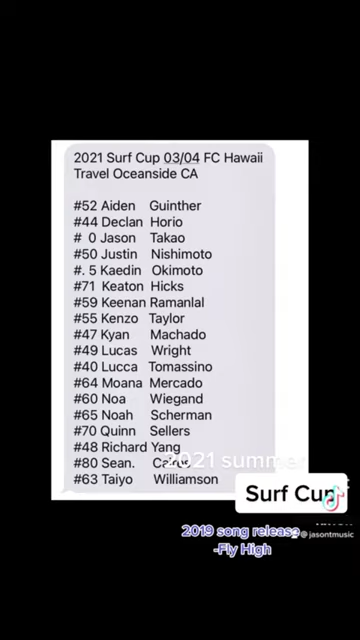 2021 Surf Cup 03/04 FC Hawaii
Travel Oceanside CA
#52 Aiden Guinther
#44 Declan Horio
# 0 Jason Takao
#50 Justin Nishimoto
#. 5 Kaedin Okimoto
#71 Keaton Hicks
#59 Keenan Ramanlal
#55 Kenzo Taylor
#47 Kyan Machado
#49 Lucas Wright
#40 Lucca Tomassino
#64 Moana Mercado
#60 Noa Wiegand
#65 Noah Scherman
#70 Quinn Sellers
#48 Richard Yang
#80 Sean.
2021 summer
#63 Taiyo Williamson
Surf Cup
2019 song release
-Fly High
@jasontmusic